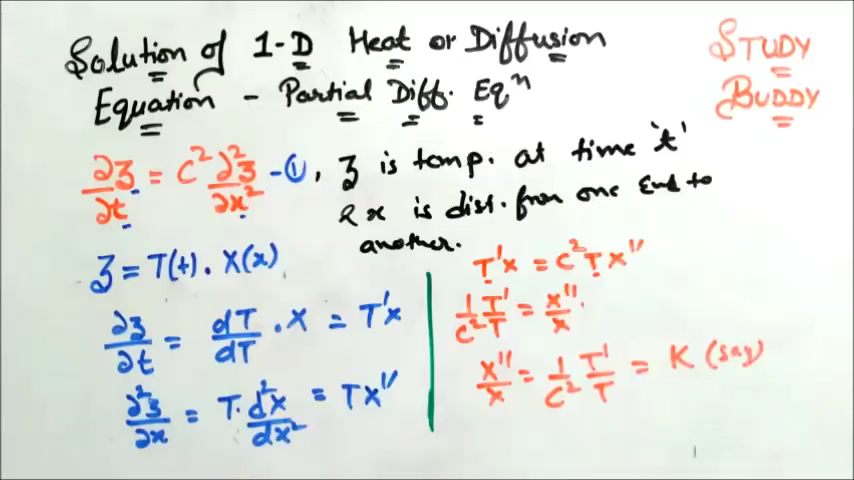 Solution of 1-D Heat or Diffusion
Equation - Partial Diff. Eqⁿ
STUDY
BUDDY
∂z/∂t = C² ∂²z/∂x² -①, z is temp. at time 't'
& x is dist. from one end to
another.
z = T(t) . X(x)
∂z/∂t = dT/dT . X = T'x
∂²z/∂x = T. d²x/dx² = TX''
T'x = C² T X''
1/C² T'/T = X''/X
X''/X = 1/C² T'/T = K (say)